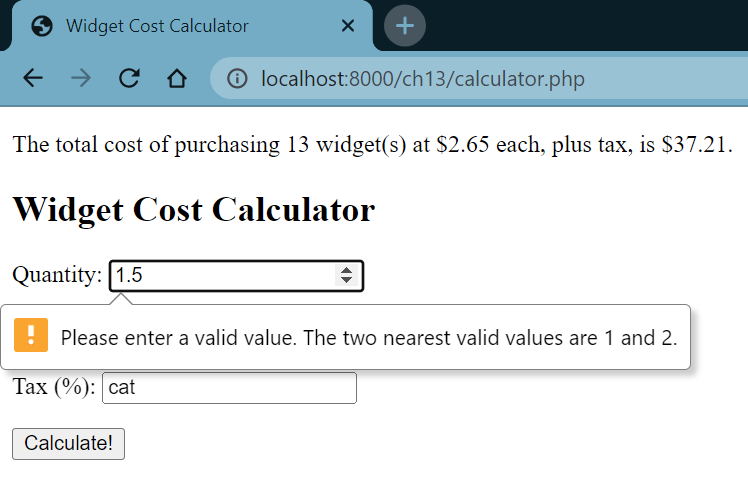 Widget Cost Calculator
localhost:8000/ch13/calculator.php
The total cost of purchasing 13 widget(s) at $2.65 each, plus tax, is $37.21.
Widget Cost Calculator
Quantity: 1.5
Please enter a valid value. The two nearest valid values are 1 and 2.
Tax (%): cat
Calculate!